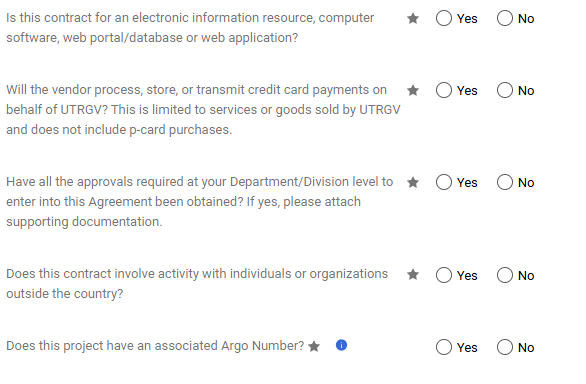 Is this contract for an electronic information resource, computer Yes No
software, web portal/database or web application?
Will the vendor process, store, or transmit credit card payments on Yes No
behalf of UTRGV? This is limited to services or goods sold by UTRGV
and does not include p-card purchases.
Have all the approvals required at your Department/Division level to Yes No
enter into this Agreement been obtained? If yes, please attach
supporting documentation.
Does this contract involve activity with individuals or organizations Yes No
outside the country?
Does this project have an associated Argo Number? Yes No